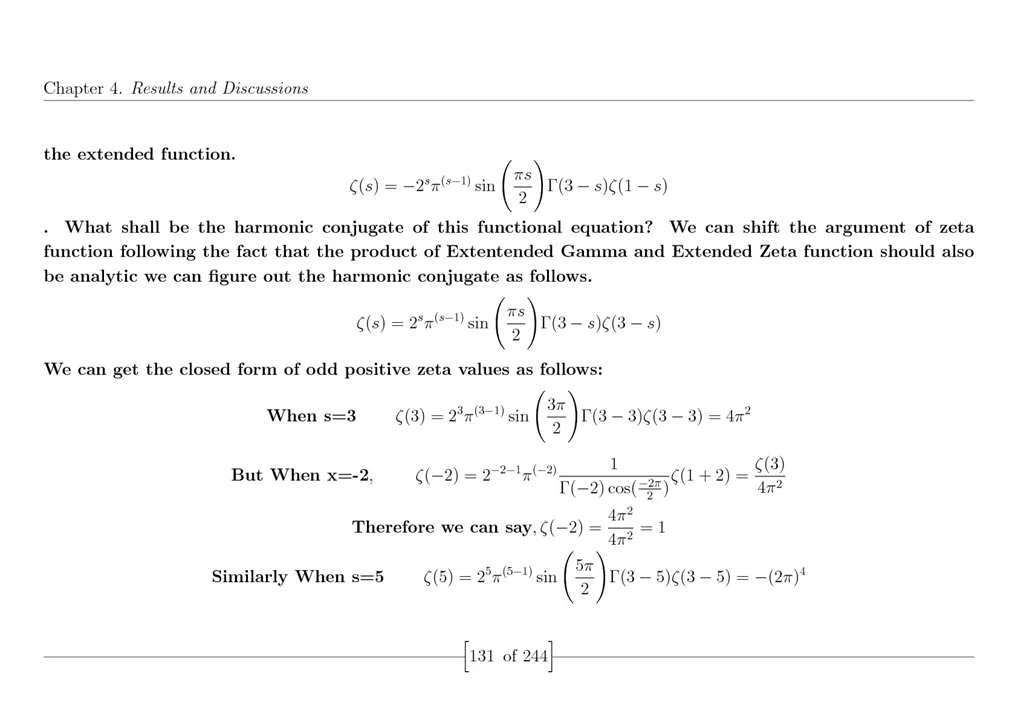 Chapter 4. Results and Discussions
the extended function.
ζ(s) = −2^s π^(s−1) sin(πs/2) Γ(3 − s)ζ(1 − s)
. What shall be the harmonic conjugate of this functional equation? We can shift the argument of zeta
function following the fact that the product of Extentended Gamma and Extended Zeta function should also
be analytic we can figure out the harmonic conjugate as follows.
ζ(s) = 2^s π^(s−1) sin(πs/2) Γ(3 − s)ζ(3 − s)
We can get the closed form of odd positive zeta values as follows:
When s=3 ζ(3) = 2^3 π^(3−1) sin(3π/2) Γ(3 − 3)ζ(3 − 3) = 4π^2
But When x=-2, ζ(−2) = 2^−2−1 π^(−2) 1/(Γ(−2) cos(−2π/2)) ζ(1 + 2) = ζ(3)/4π^2
Therefore we can say, ζ(−2) = 4π^2/4π^2 = 1
Similarly When s=5 ζ(5) = 2^5 π^(5−1) sin(5π/2) Γ(3 − 5)ζ(3 − 5) = −(2π)^4
[131 of 244]